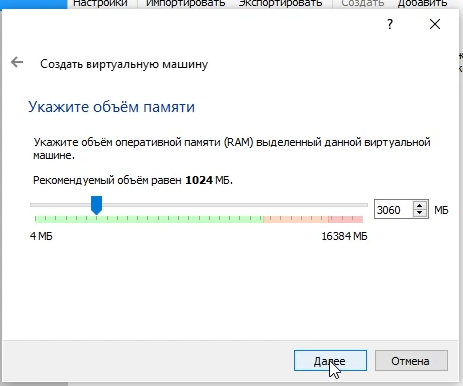 Настройки Импортировать Экспортировать Создать Добавить
?
Создать виртуальную машину
Укажите объём памяти
Укажите объём оперативной памяти (RAM) выделенный данной виртуальной
машине.
Рекомендуемый объём равен 1024 МБ.
3060 МБ
4 МБ 16384 МБ
Далее Отмена